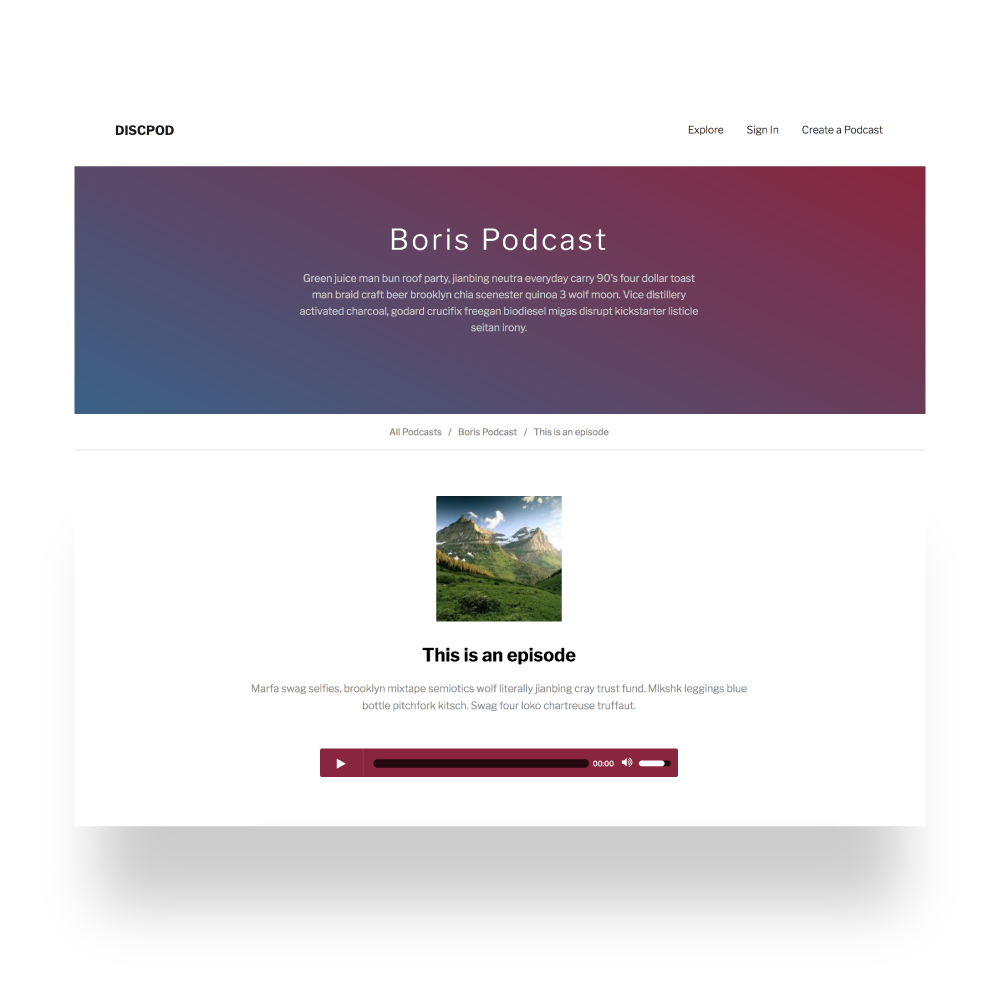 DISCPOD
Explore Sign In Create a Podcast
Boris Podcast
Green juice man bun roof party, jianbing neutra everyday carry 90's four dollar toast
man braid craft beer brooklyn chia scenester quinoa 3 wolf moon. Vice distillery
activated charcoal, godard crucifix freegan biodiesel migas disrupt kickstarter listicle
seitan irony.
All Podcasts / Boris Podcast / This is an episode
This is an episode
Marfa swag selfies, brooklyn mixtape semiotics wolf literally jianbing cray trust fund. Mlkshk leggings blue
bottle pitchfork kitsch. Swag four loko chartreuse truffaut.
00:00